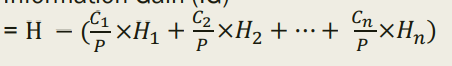 = H − (C₁/P ×H₁ + C₂/P ×H₂ + ⋯ + Cₙ/P ×Hₙ)